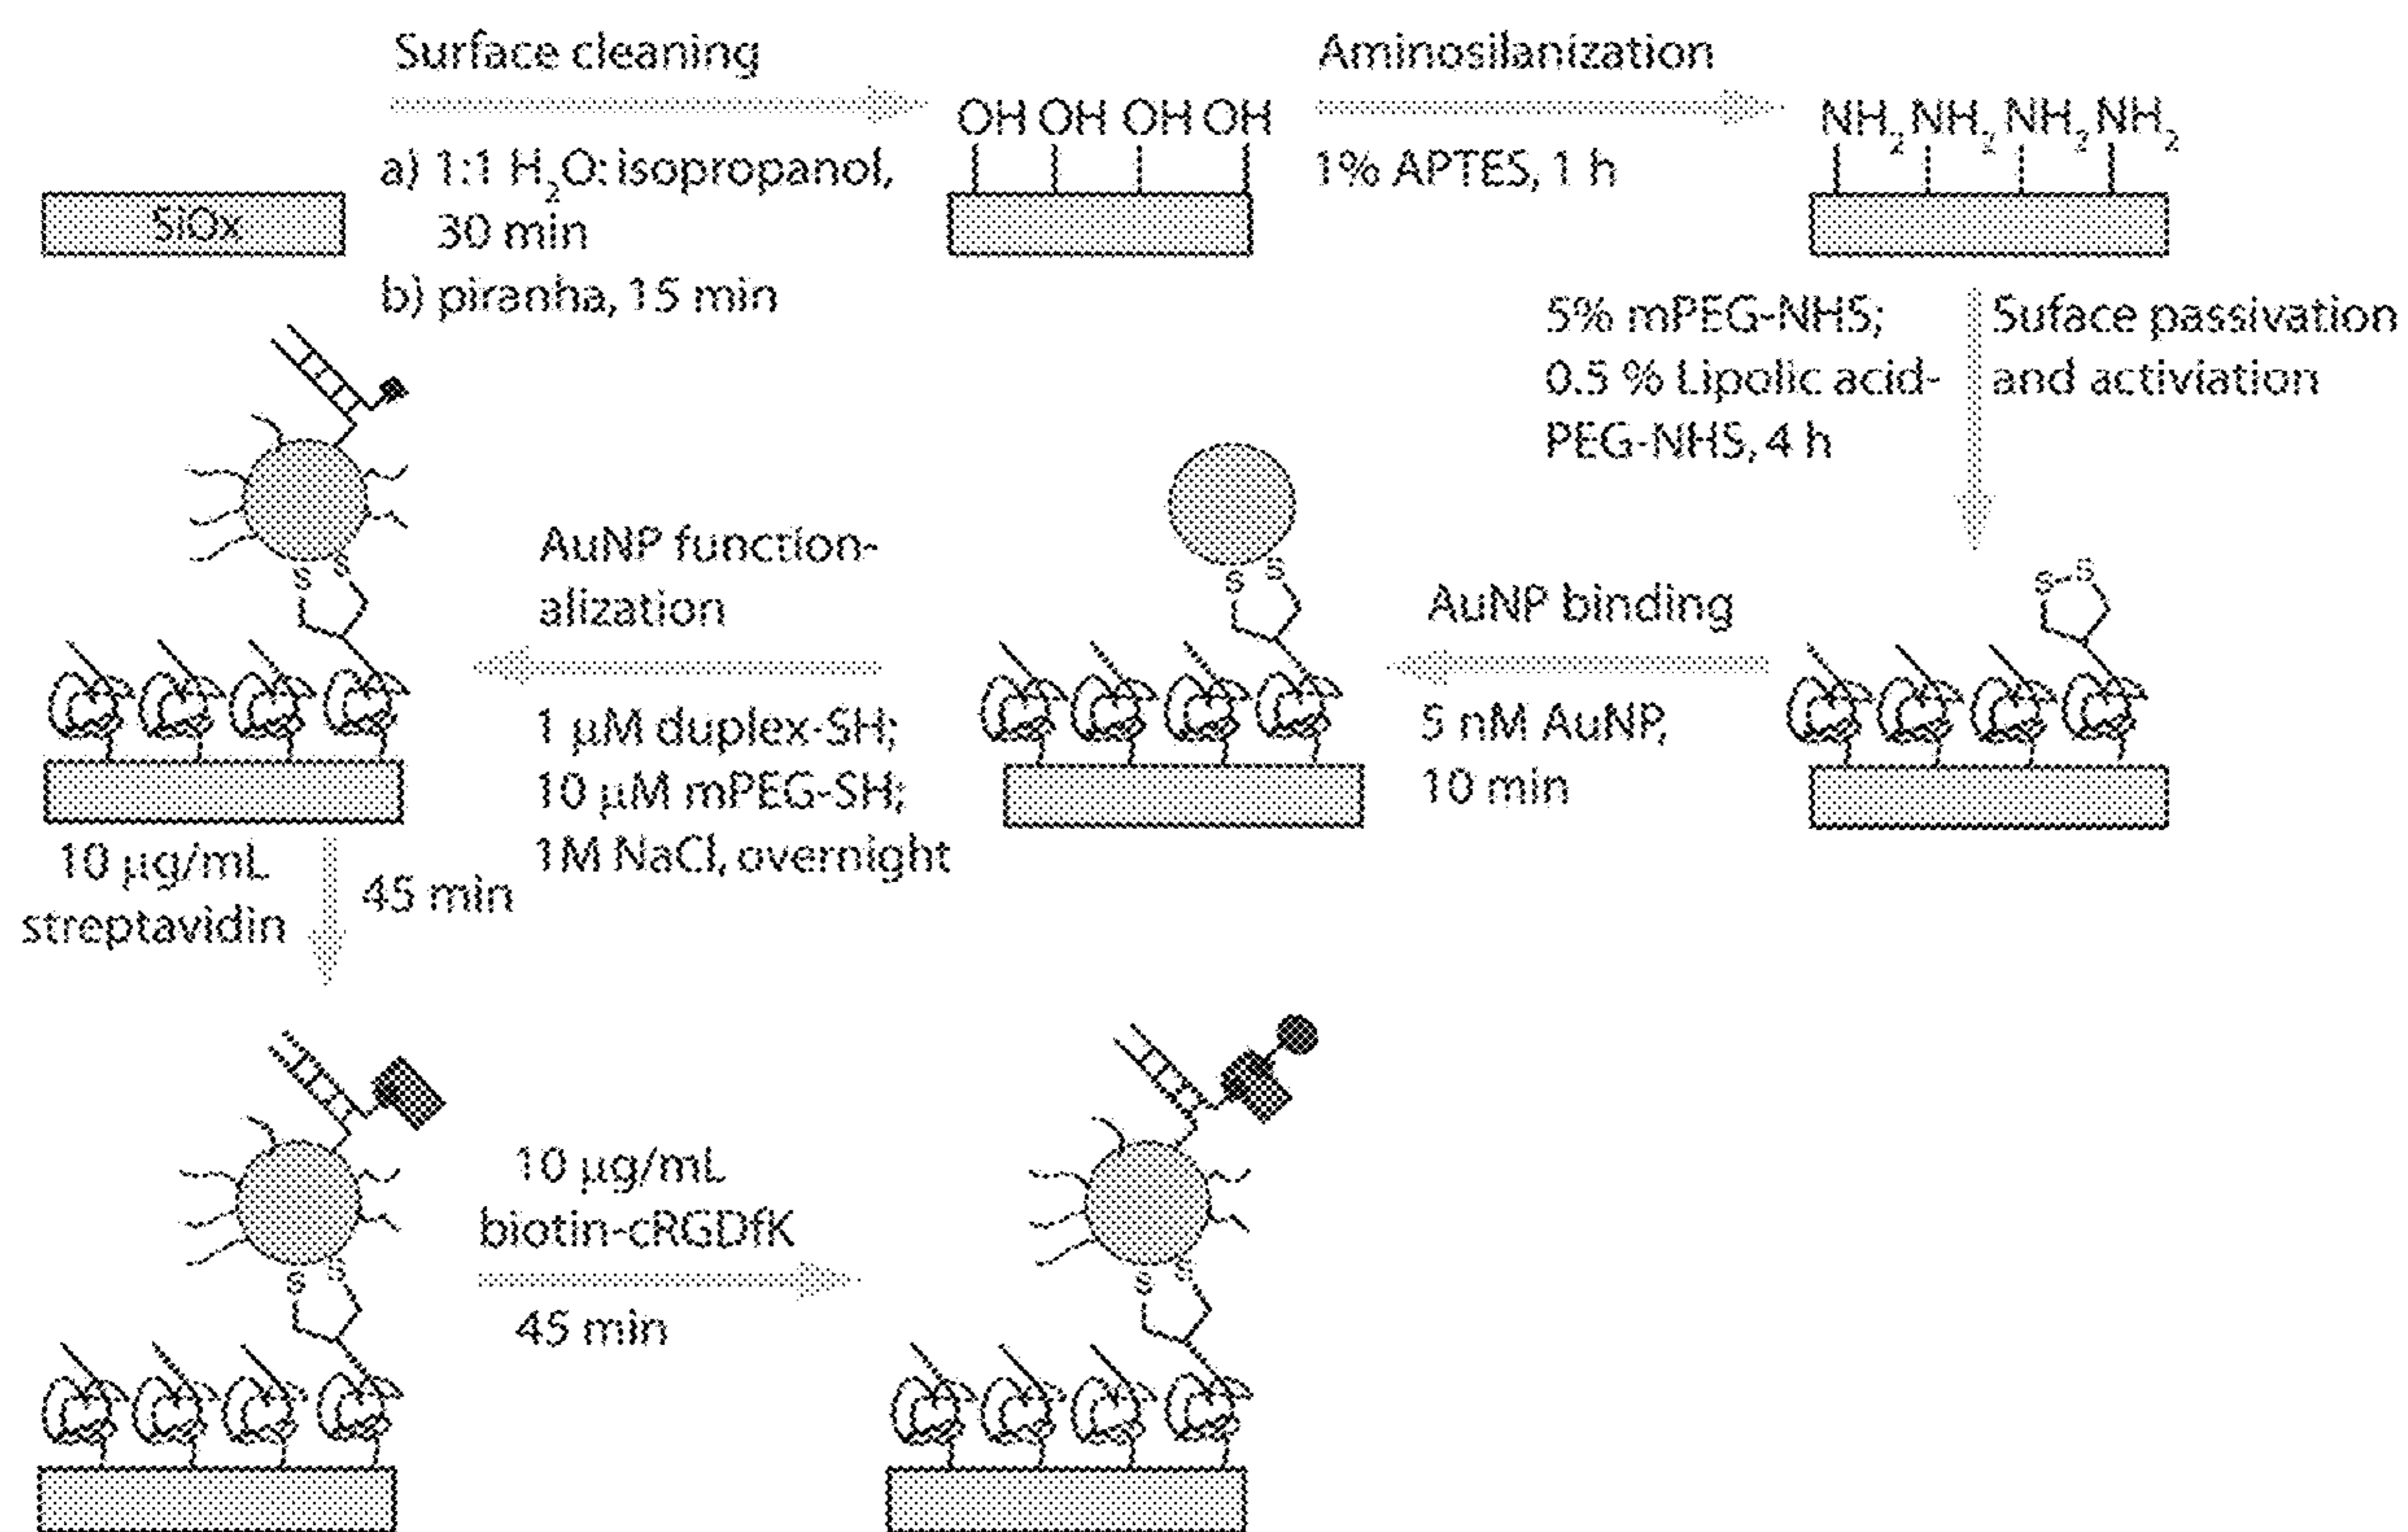 Surface cleaning
a) 1:1 H₂O: isopropanol,
30 min
b) piranha, 15 min
SiOx
OH OH OH OH
Aminosilanization
1% APTES, 1 h
NH₂ NH₂ NH₂ NH₂
5% mPEG-NHS;
0.5 % Lipolic acid-
PEG-NHS, 4 h
Suface passivation
and activiation
S S
AuNP binding
5 nM AuNP,
10 min
S S
AuNP function-
alization
1 μM duplex-SH;
10 μM mPEG-SH;
1M NaCl, overnight
S S
10 μg/mL
streptavidin
45 min
S S
10 μg/mL
biotin-cRGDfK
45 min
S S